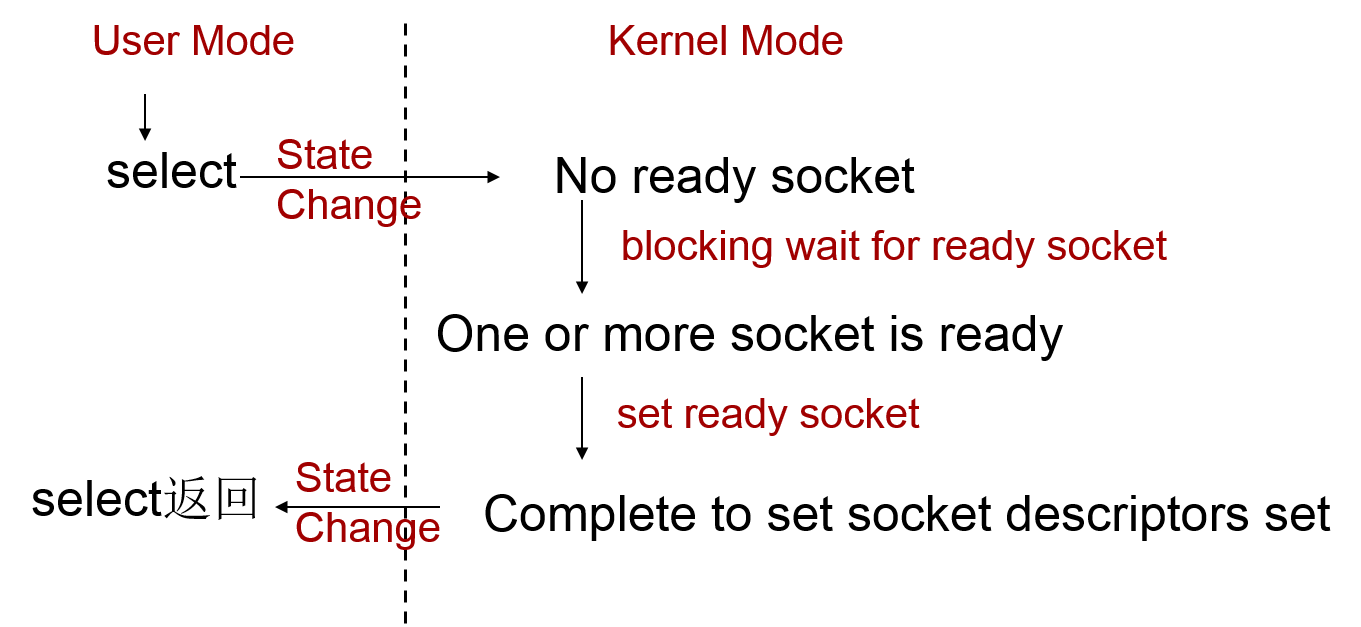 User Mode
Kernel Mode
select
State
Change
No ready socket
blocking wait for ready socket
One or more socket is ready
set ready socket
select返回
State
Change
Complete to set socket descriptors set